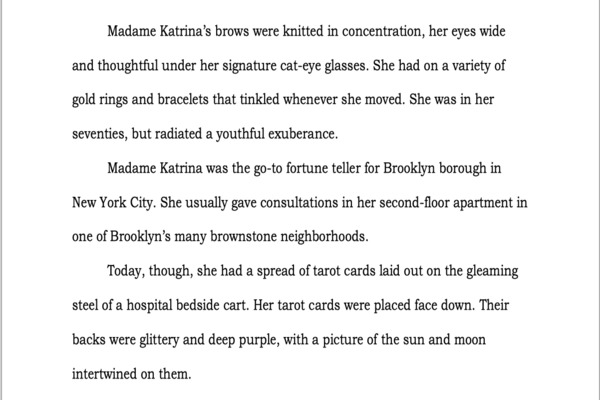 Madame Katrina’s brows were knitted in concentration, her eyes wide
and thoughtful under her signature cat-eye glasses. She had on a variety of
gold rings and bracelets that tinkled whenever she moved. She was in her
seventies, but radiated a youthful exuberance.
Madame Katrina was the go-to fortune teller for Brooklyn borough in
New York City. She usually gave consultations in her second-floor apartment in
one of Brooklyn’s many brownstone neighborhoods.
Today, though, she had a spread of tarot cards laid out on the gleaming
steel of a hospital bedside cart. Her tarot cards were placed face down. Their
backs were glittery and deep purple, with a picture of the sun and moon
intertwined on them.